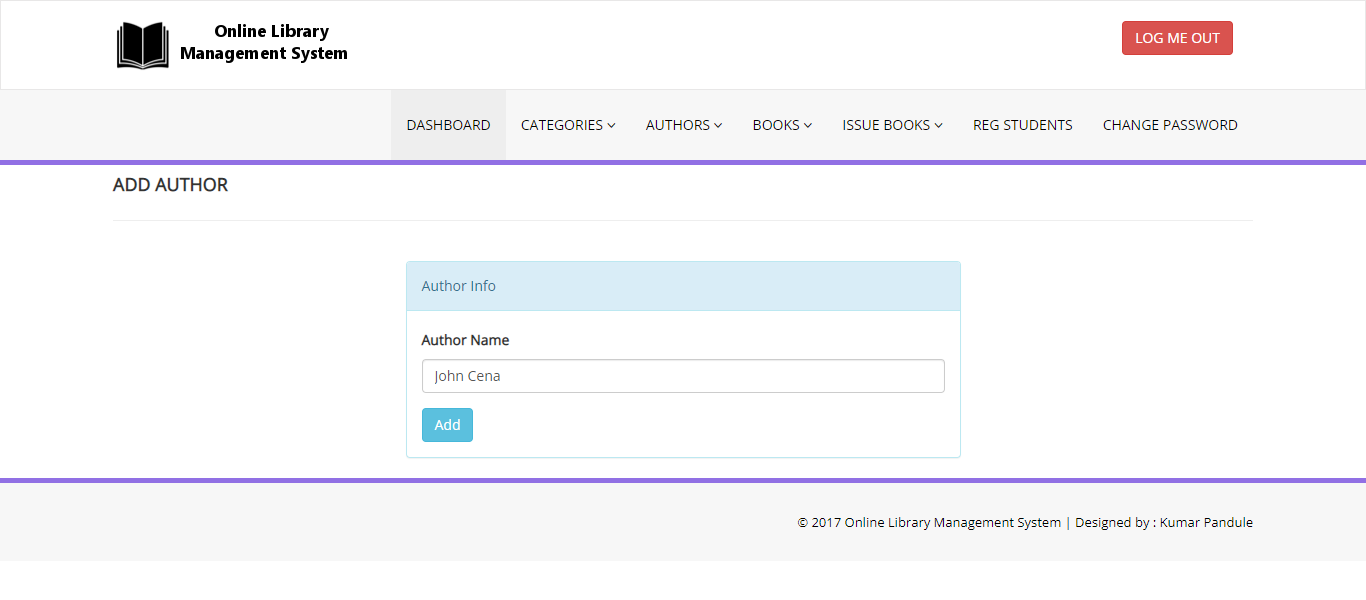 Online Library
Management System
LOG ME OUT
DASHBOARD CATEGORIES AUTHORS BOOKS ISSUE BOOKS REG STUDENTS CHANGE PASSWORD
ADD AUTHOR
Author Info
Author Name
John Cena
Add
© 2017 Online Library Management System | Designed by : Kumar Pandule